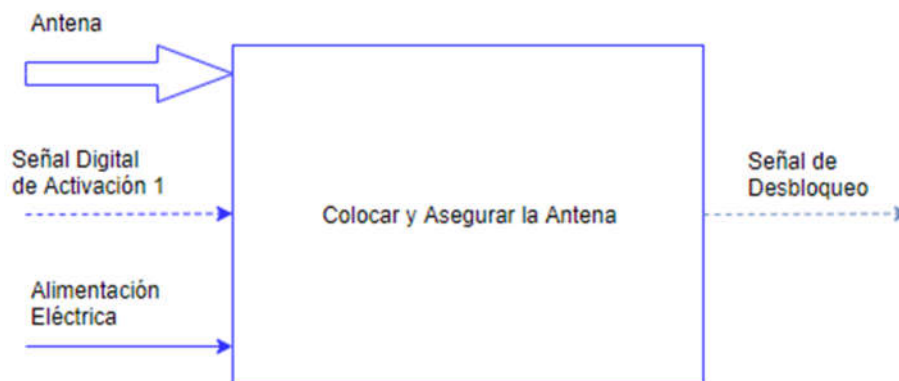 Antena
Señal Digital
de Activación 1
Alimentación
Eléctrica
Colocar y Asegurar la Antena
Señal de
Desbloqueo